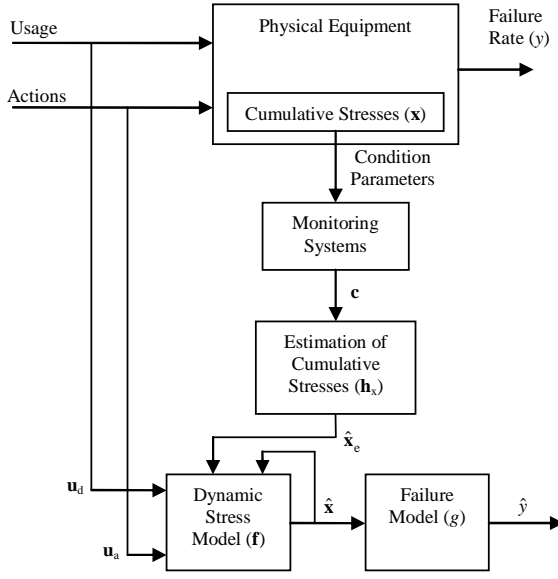 Usage
Physical Equipment
Failure
Rate (y)
Actions
Cumulative Stresses (x)
Condition
Parameters
Monitoring
Systems
c
Estimation of
Cumulative
Stresses (hₓ)
x̂ₑ
u_d
Dynamic
Stress
Model (f)
x̂
Failure
Model (g)
ŷ
uₐ